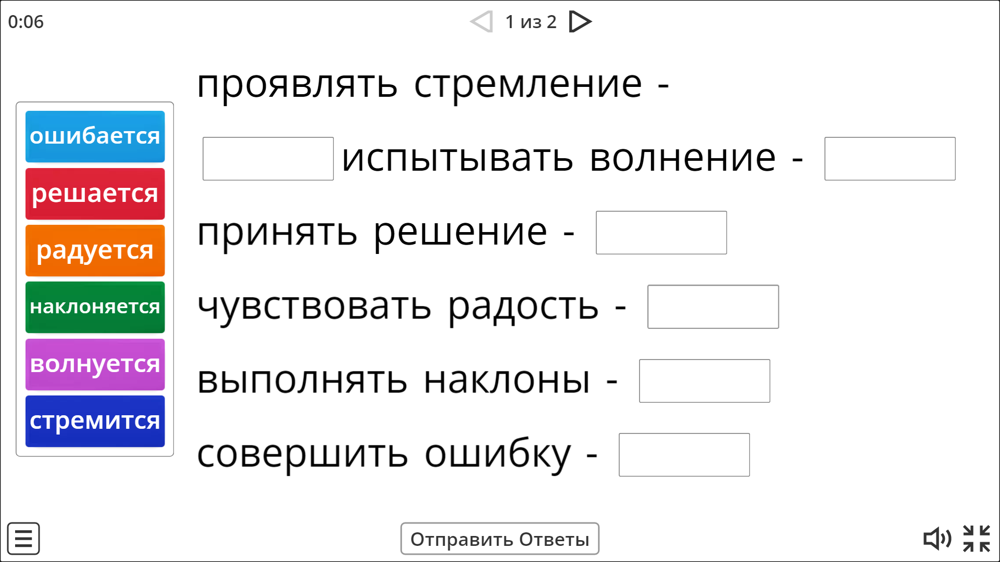 0:06
1 из 2
ошибается
решается
радуется
наклоняется
волнуется
стремится
проявлять стремление -
испытывать волнение -
принять решение -
чувствовать радость -
выполнять наклоны -
совершить ошибку -
Отправить Ответы